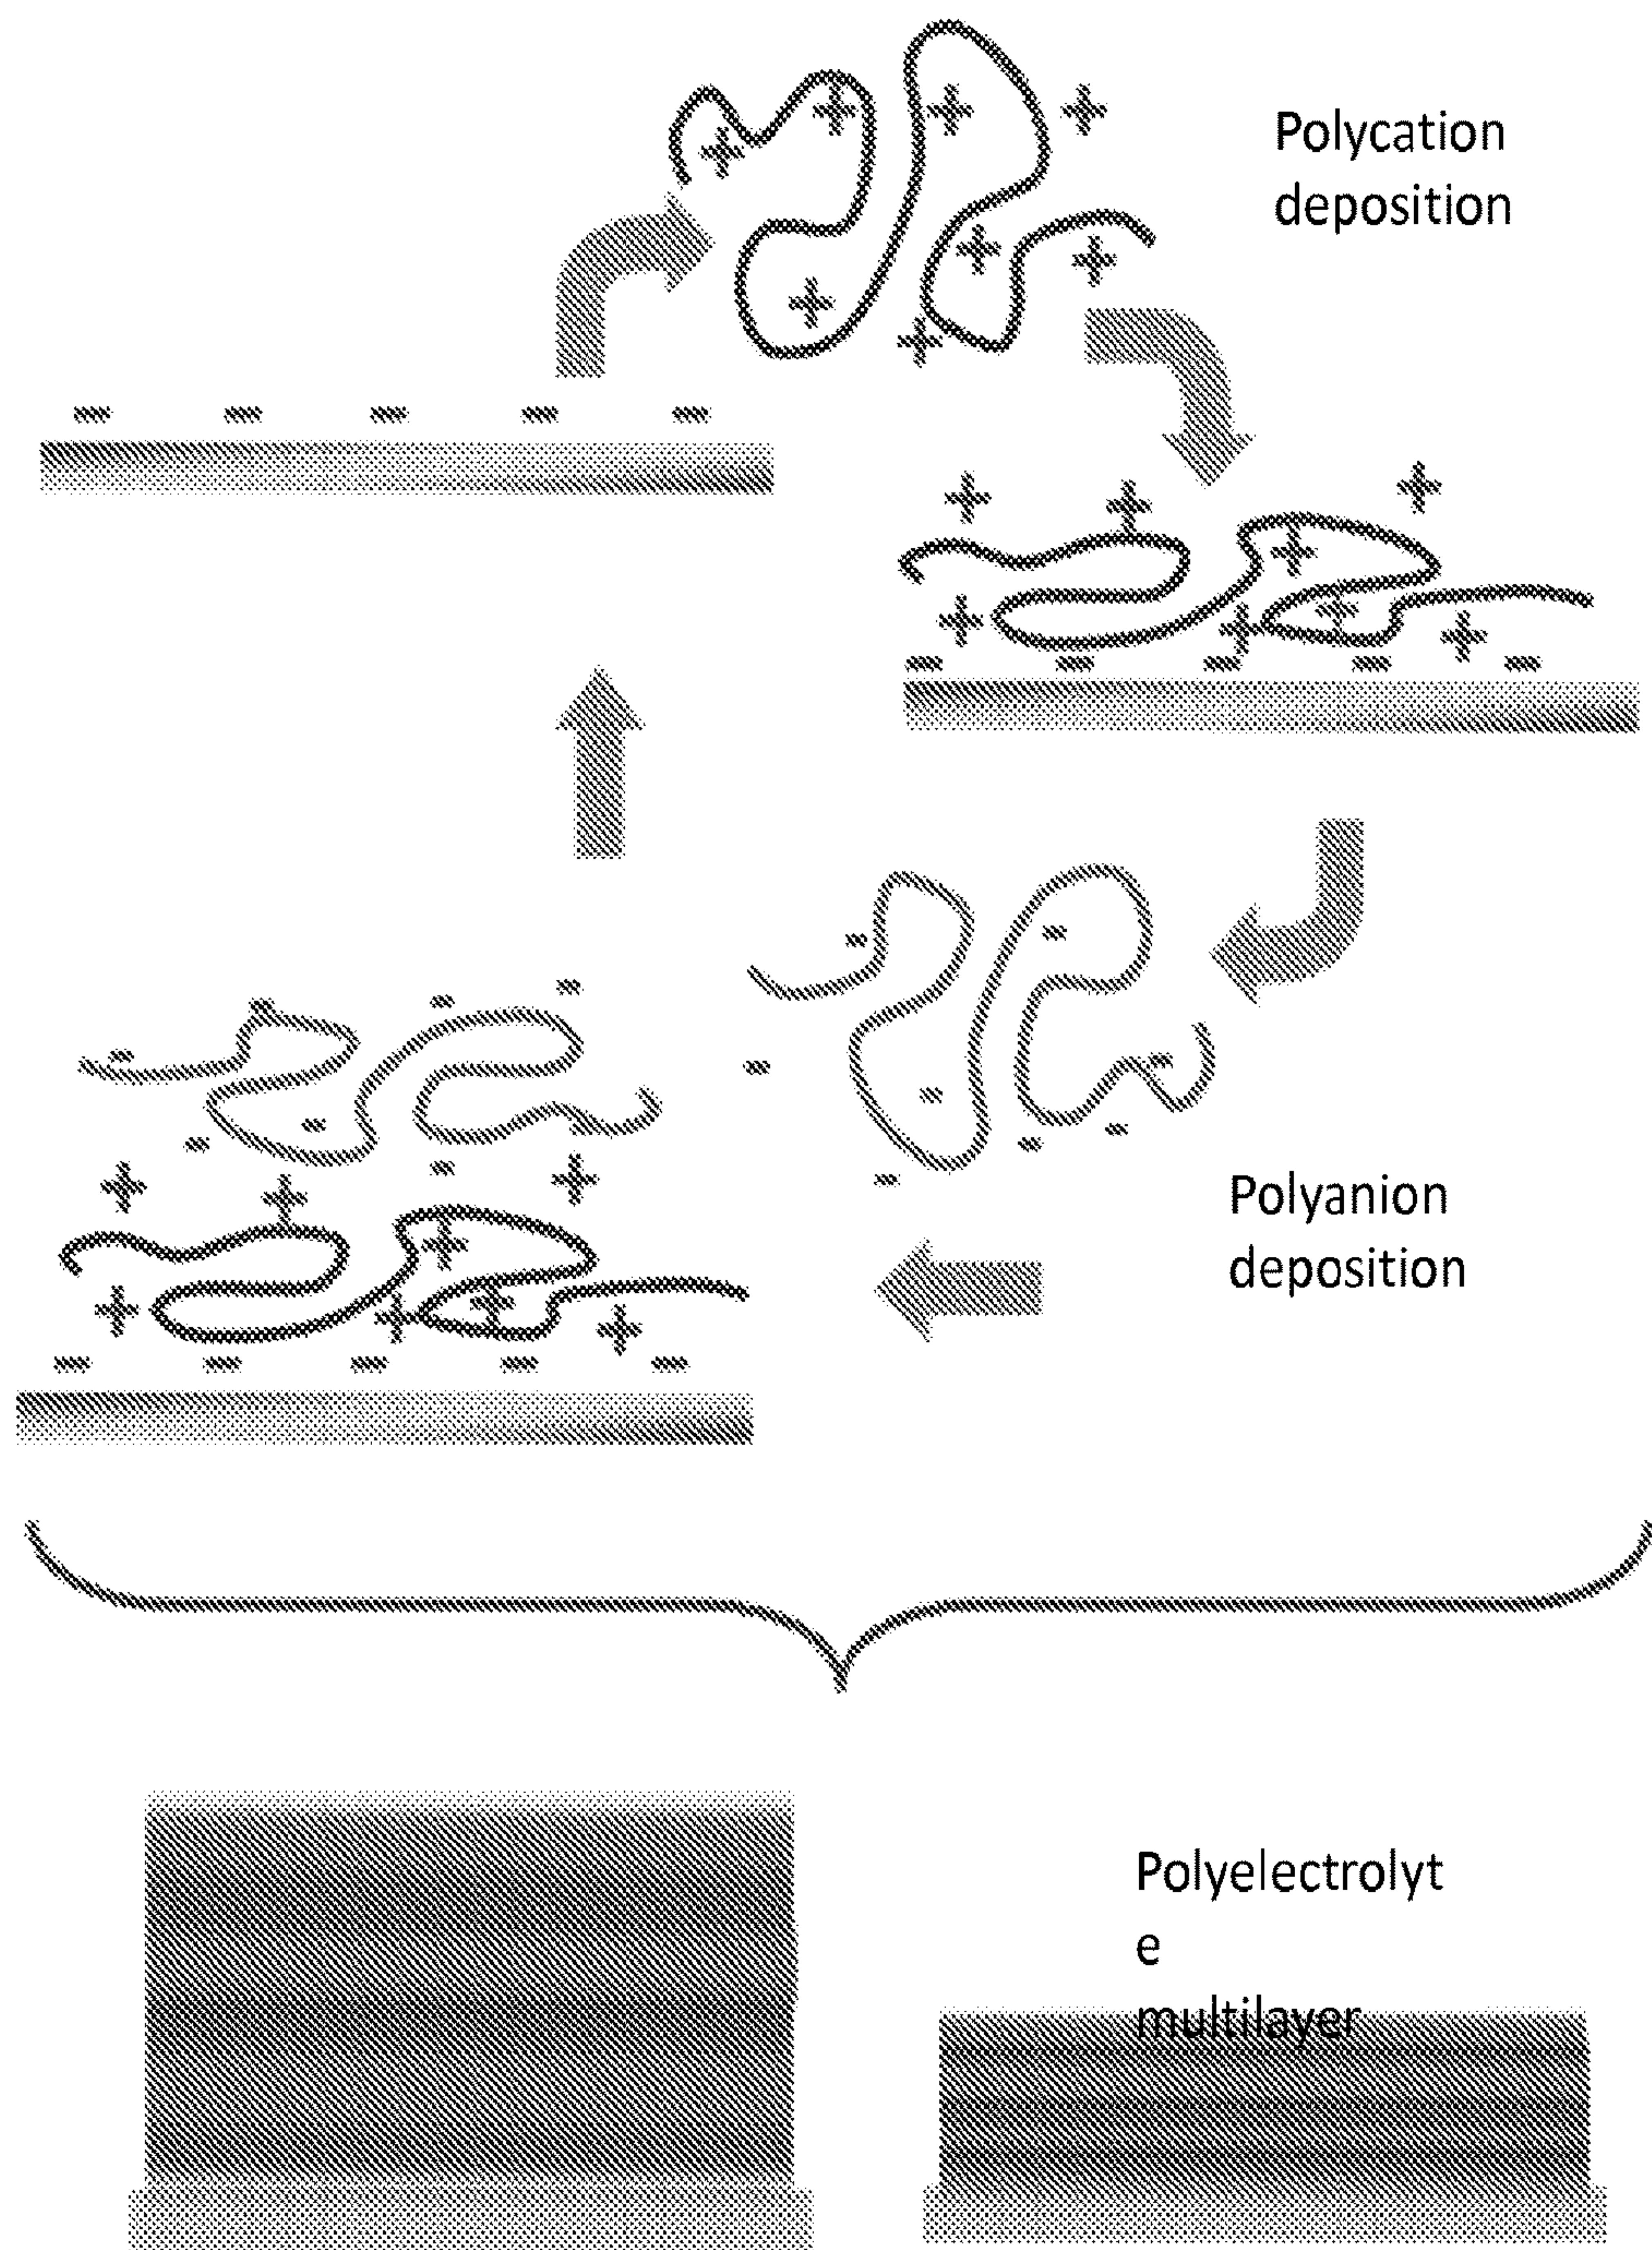 Polycation
deposition
Polyanion
deposition
Polyelectrolyt
e
multilayer